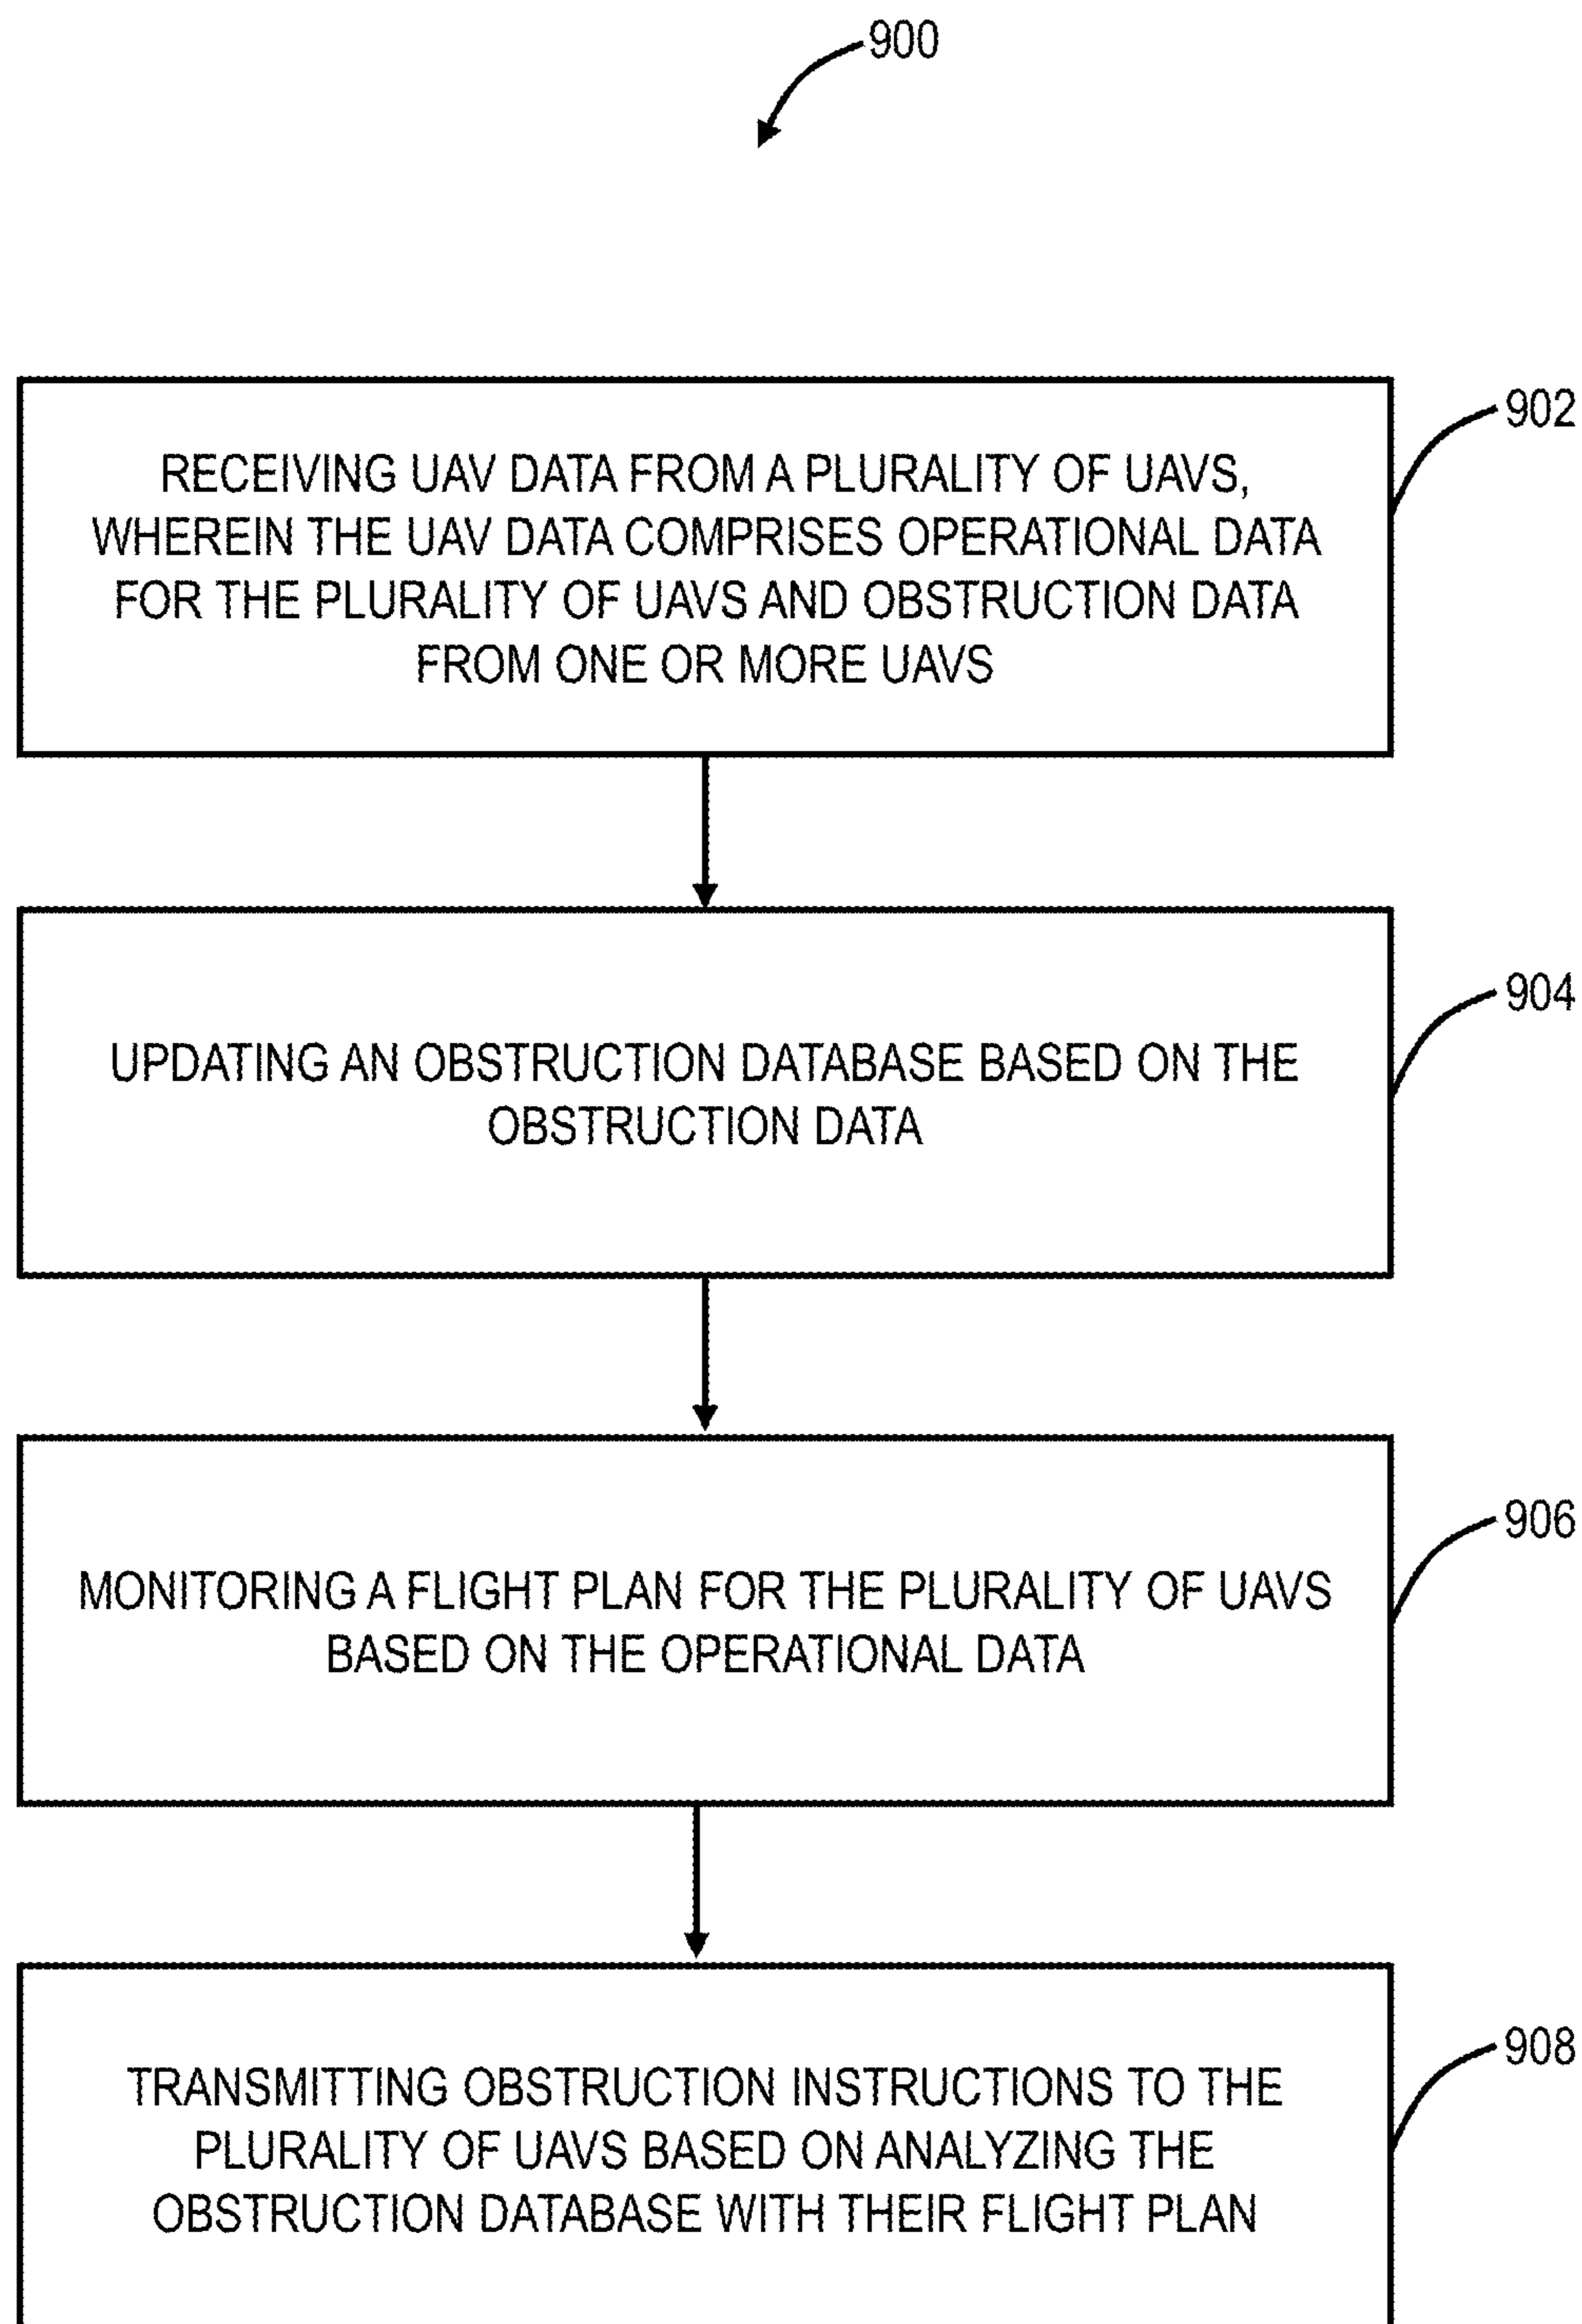 900
902
RECEIVING UAV DATA FROM A PLURALITY OF UAVS,
WHEREIN THE UAV DATA COMPRISES OPERATIONAL DATA
FOR THE PLURALITY OF UAVS AND OBSTRUCTION DATA
FROM ONE OR MORE UAVS
904
UPDATING AN OBSTRUCTION DATABASE BASED ON THE
OBSTRUCTION DATA
906
MONITORING A FLIGHT PLAN FOR THE PLURALITY OF UAVS
BASED ON THE OPERATIONAL DATA
908
TRANSMITTING OBSTRUCTION INSTRUCTIONS TO THE
PLURALITY OF UAVS BASED ON ANALYZING THE
OBSTRUCTION DATABASE WITH THEIR FLIGHT PLAN